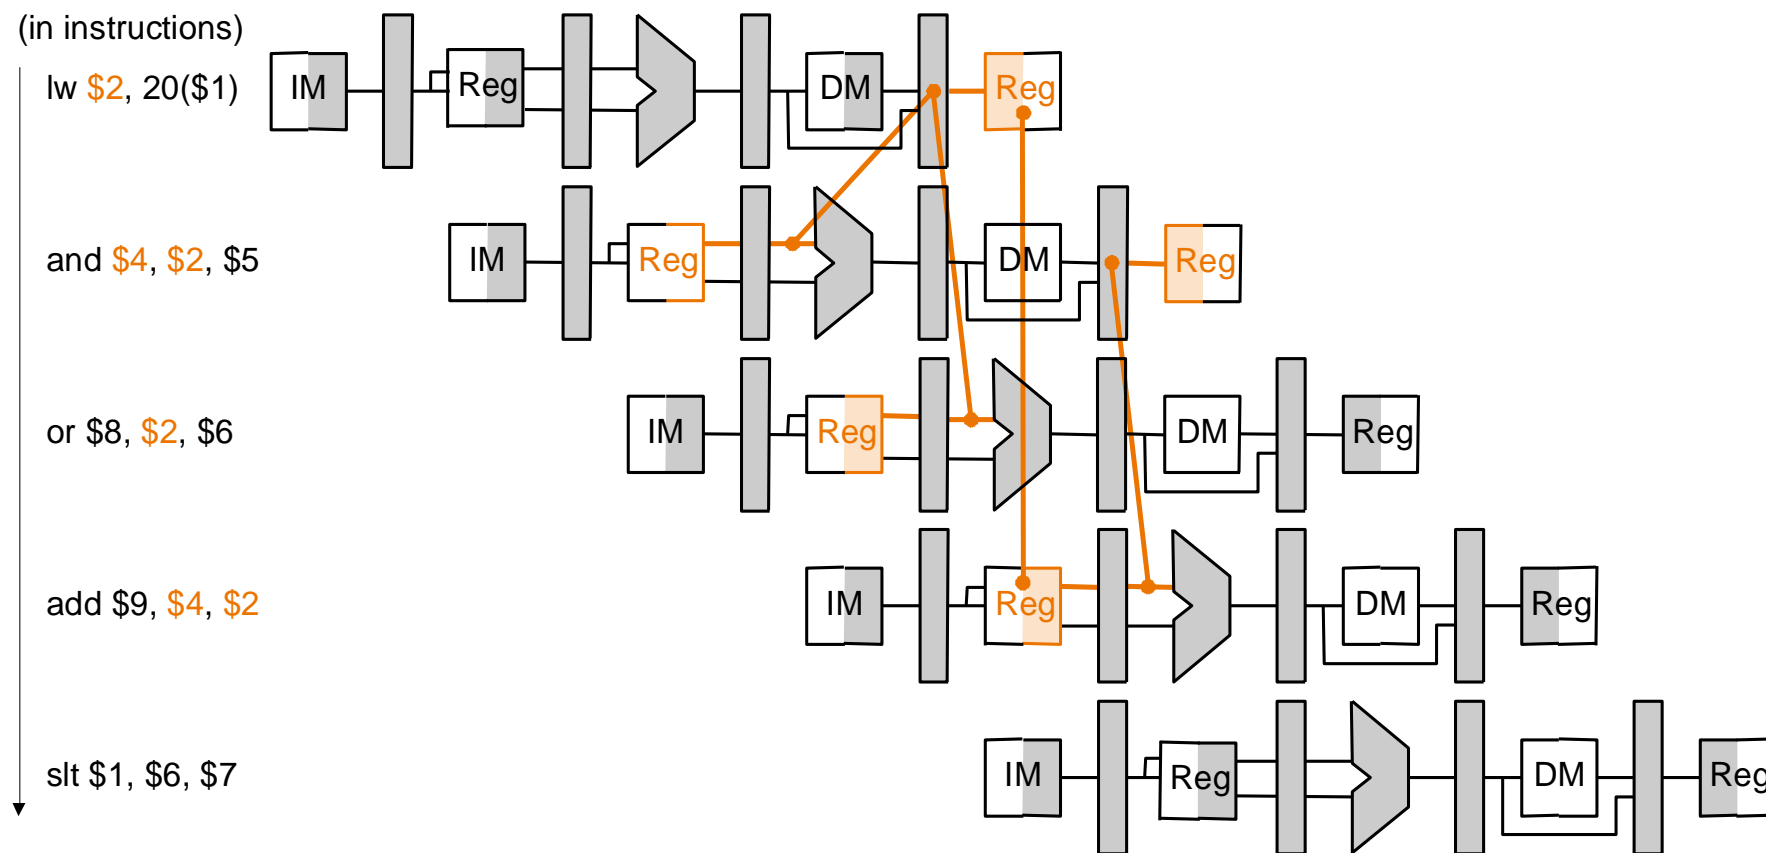 (in instructions)
lw $2, 20($1)
IM Reg DM Reg
and $4, $2, $5
IM Reg DM Reg
or $8, $2, $6
IM Reg DM Reg
add $9, $4, $2
IM Reg DM Reg
slt $1, $6, $7
IM Reg DM Reg